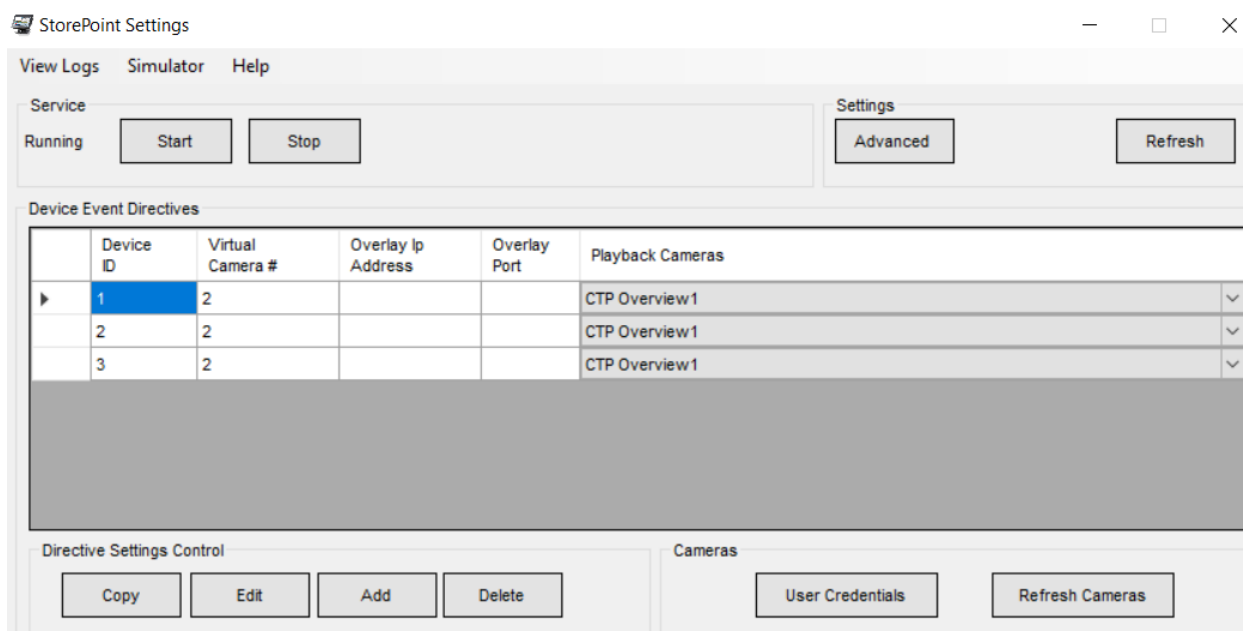 StorePoint Settings
View Logs Simulator Help
Service
Running Start Stop
Settings
Advanced Refresh
Device Event Directives
Device ID Virtual Camera # Overlay Ip Address Overlay Port Playback Cameras
1 2 CTP Overview1
2 2 CTP Overview1
3 2 CTP Overview1
Directive Settings Control
Copy Edit Add Delete
Cameras
User Credentials Refresh Cameras